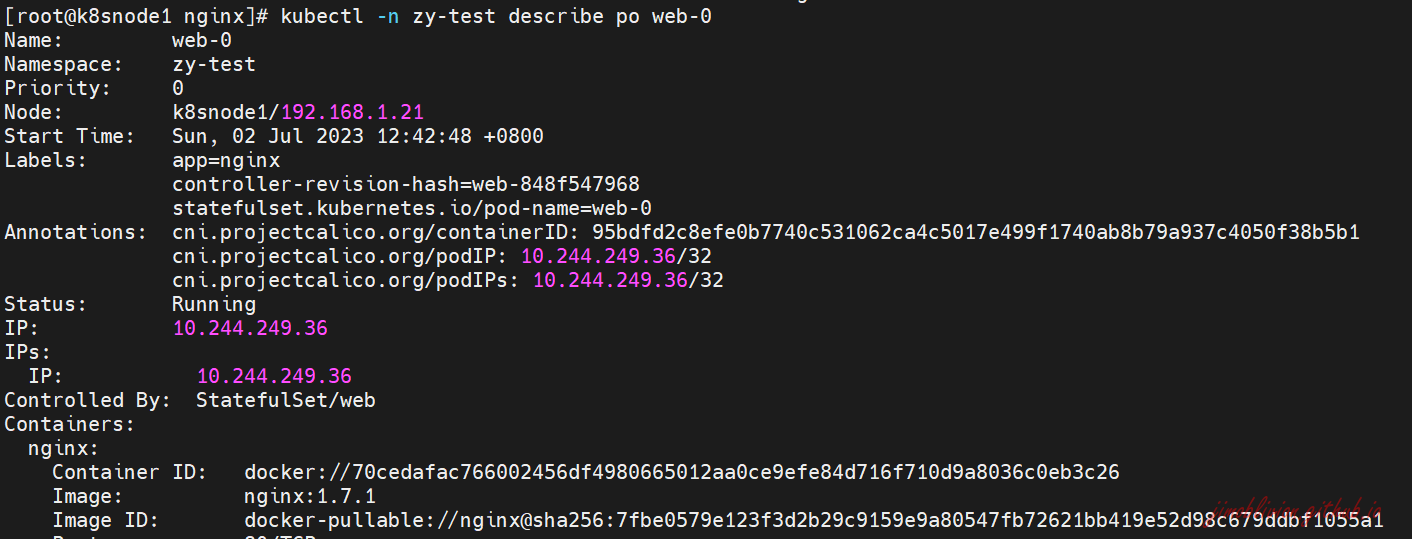 [root@k8snode1 nginx]# kubectl -n zy-test describe po web-0
Name:         web-0
Namespace:    zy-test
Priority:     0
Node:         k8snode1/192.168.1.21
Start Time:   Sun, 02 Jul 2023 12:42:48 +0800
Labels:       app=nginx
              controller-revision-hash=web-848f547968
              statefulset.kubernetes.io/pod-name=web-0
Annotations:  cni.projectcalico.org/containerID: 95bdfd2c8efe0b7740c531062ca4c5017e499f1740ab8b79a937c4050f38b5b1
              cni.projectcalico.org/podIP: 10.244.249.36/32
              cni.projectcalico.org/podIPs: 10.244.249.36/32
Status:       Running
IP:           10.244.249.36
IPs:
  IP:           10.244.249.36
Controlled By:  StatefulSet/web
Containers:
  nginx:
    Container ID:   docker://70cedafac766002456df4980665012aa0ce9efe84d716f710d9a8036c0eb3c26
    Image:          nginx:1.7.1
    Image ID:       docker-pullable://nginx@sha256:7fbe0579e123f3d2b29c9159e9a80547fb72621bb419e52d98c679ddbf1055a1